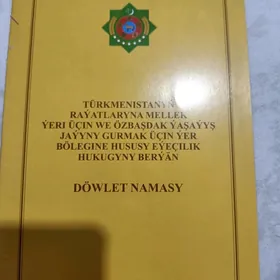 TÜRKMENISTANYŇ
RAÝATLARYNA MELLEK
ÝERI ÜÇIN WE ÖZBAŞDAK ÝAŞAÝYŞ
JAÝYNY GURMAK ÜÇIN ÝER
BÖLEGINE HUSUSY EÝEÇILIK
HUKUGYNY BERÝÄN
DÖWLET NAMASY